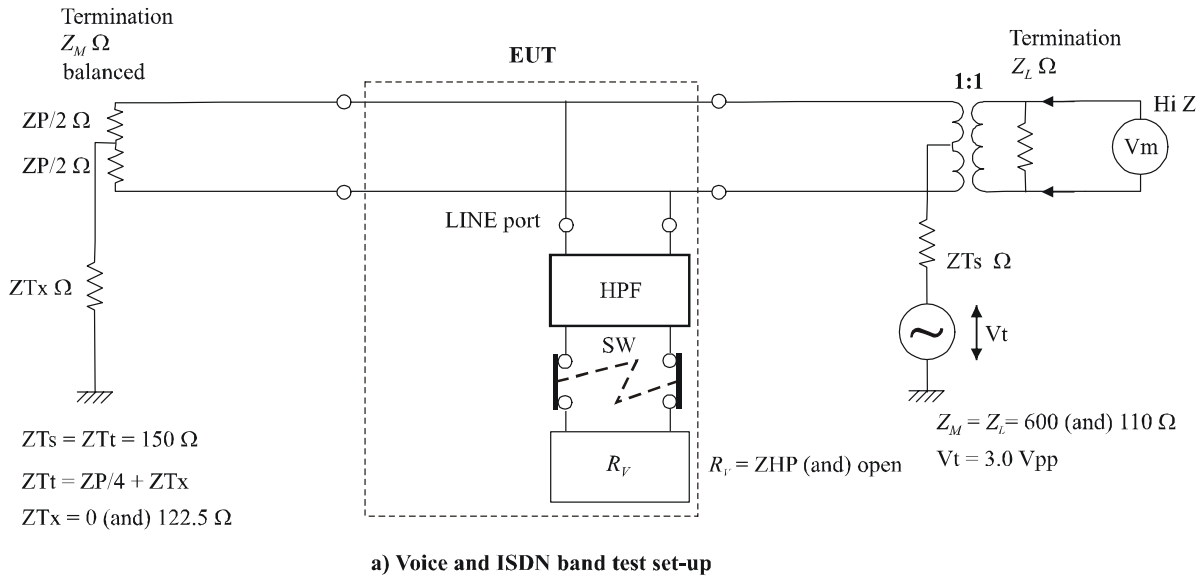 Termination
Z_M Ω
balanced
EUT
Termination
Z_L Ω
1:1
Hi Z
ZP/2 Ω
Vm
ZP/2 Ω
LINE port
ZTs Ω
ZTx Ω
HPF
~
Vt
SW
Z_M = Z_L= 600 (and) 110 Ω
ZTs = ZTt = 150 Ω
Vt = 3.0 Vpp
R_V
R_V = ZHP (and) open
ZTt = ZP/4 + ZTx
ZTx = 0 (and) 122.5 Ω
a) Voice and ISDN band test set-up